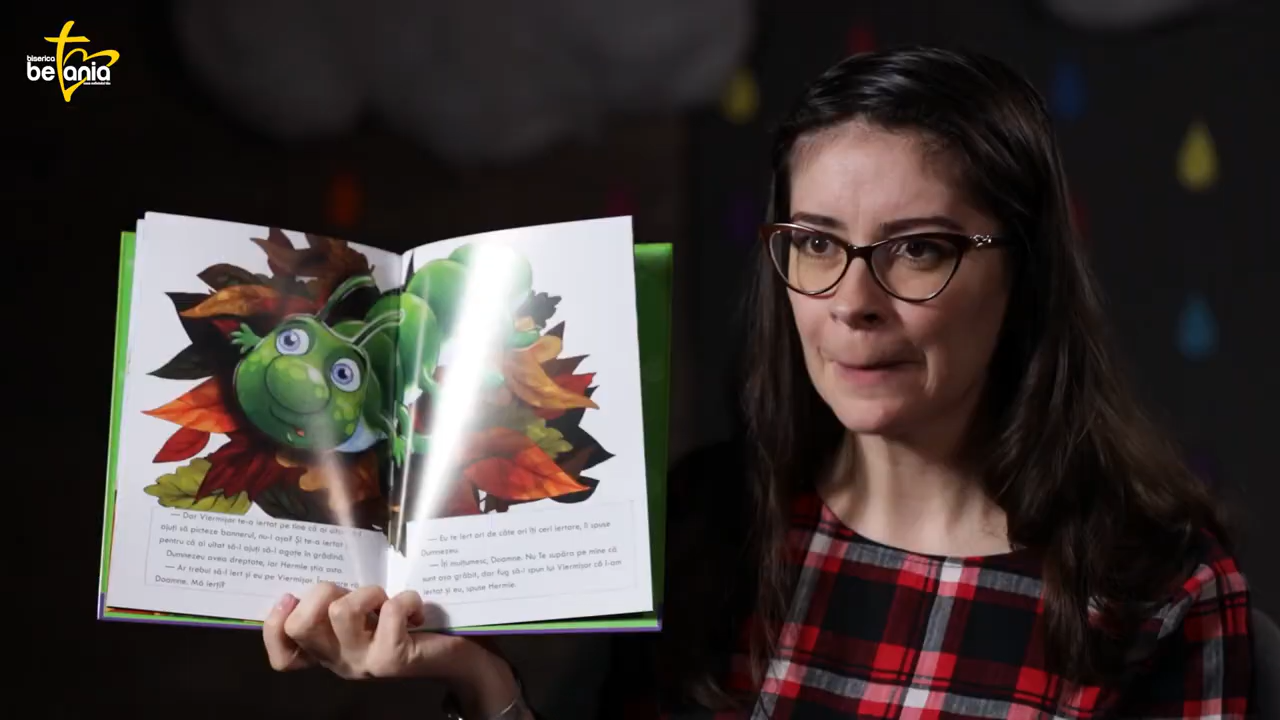 biserica
betania
— Dar Viermișor te-a iertat pe tine că ai uitat
ajuți să picteze bannerul, nu-i așa? Și te-a iertat
pentru că ai uitat să-l ajuți să-l agațe în grădină.
Dumnezeu avea dreptate, iar Hermie știa asta.
— Ar trebui să-l iert și eu pe Viermișor.
Doamne. Mă ierți?
— Eu te iert ori de câte ori îți ceri iertare, îi spuse
Dumnezeu.
— Îți mulțumesc, Doamne. Nu Te supăra pe mine că
sunt așa grăbit, dar fug să-i spun lui Viermișor că l-am
iertat și eu, spuse Hermie.